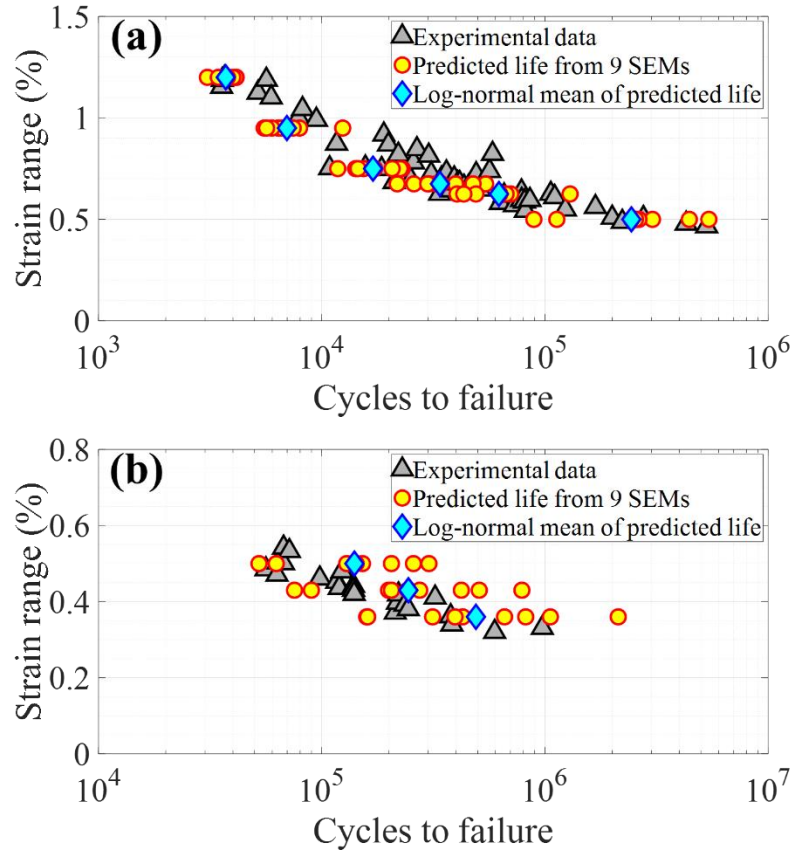 (a)
Experimental data
Predicted life from 9 SEMs
Log-normal mean of predicted life
Strain range (%)
1.5
1
0.5
0
10^3
10^4
10^5
10^6
Cycles to failure
(b)
Experimental data
Predicted life from 9 SEMs
Log-normal mean of predicted life
Strain range (%)
0.8
0.6
0.4
0.2
0
10^4
10^5
10^6
10^7
Cycles to failure